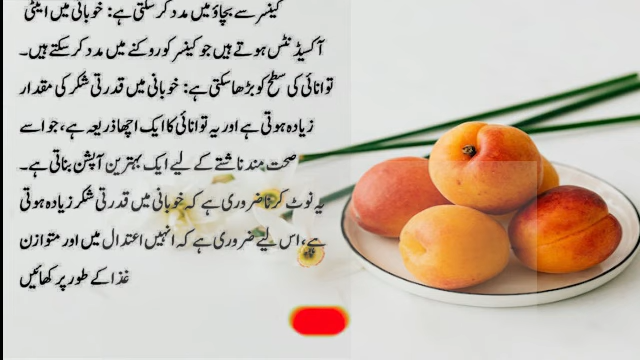 کینسر سے بچاؤ میں مدد کر سکتی ہے: خوبانی میں اینٹی
آکسیڈنٹس ہوتے ہیں جو کینسر کو روکنے میں مدد کر سکتے ہیں۔
توانائی کی سطح کو بڑھا سکتی ہے: خوبانی میں قدرتی شکر کی مقدار
زیادہ ہوتی ہے اور یہ توانائی کا ایک اچھا ذریعہ ہے، جو اسے
صحت مند ناشتے کے لیے ایک بہترین آپشن بناتی ہے۔
یہ نوٹ کرنا ضروری ہے کہ خوبانی میں قدرتی شکر زیادہ ہوتی
ہے، اس لیے ضروری ہے کہ انہیں اعتدال میں اور متوازن
غذا کے طور پر کھائیں